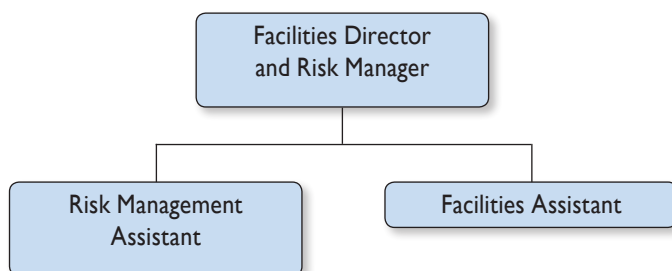 Facilities Director
and Risk Manager
Risk Management
Assistant
Facilities Assistant